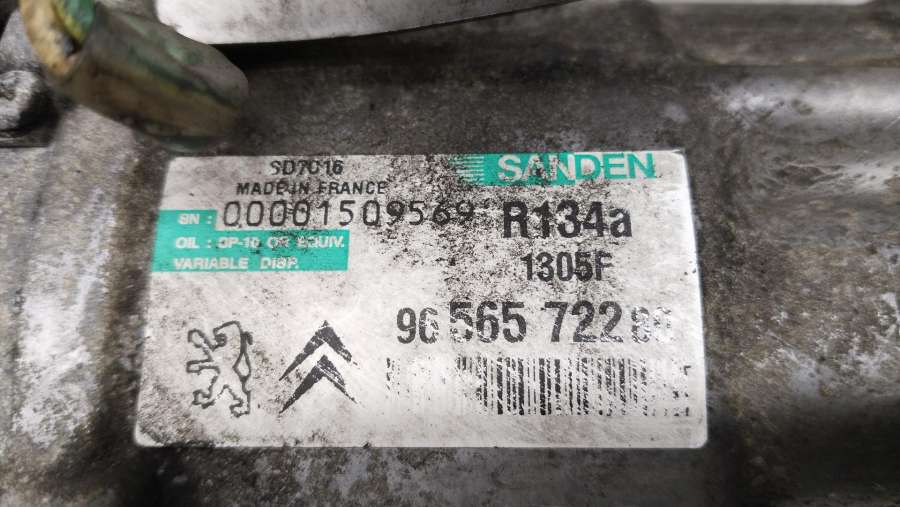 SD7C16
SANDEN
MADE IN FRANCE
SN : 00001509569
R134a
OIL : SP-10 OR EQUIV.
VARIABLE DISP.
1305F
96 565 722 80